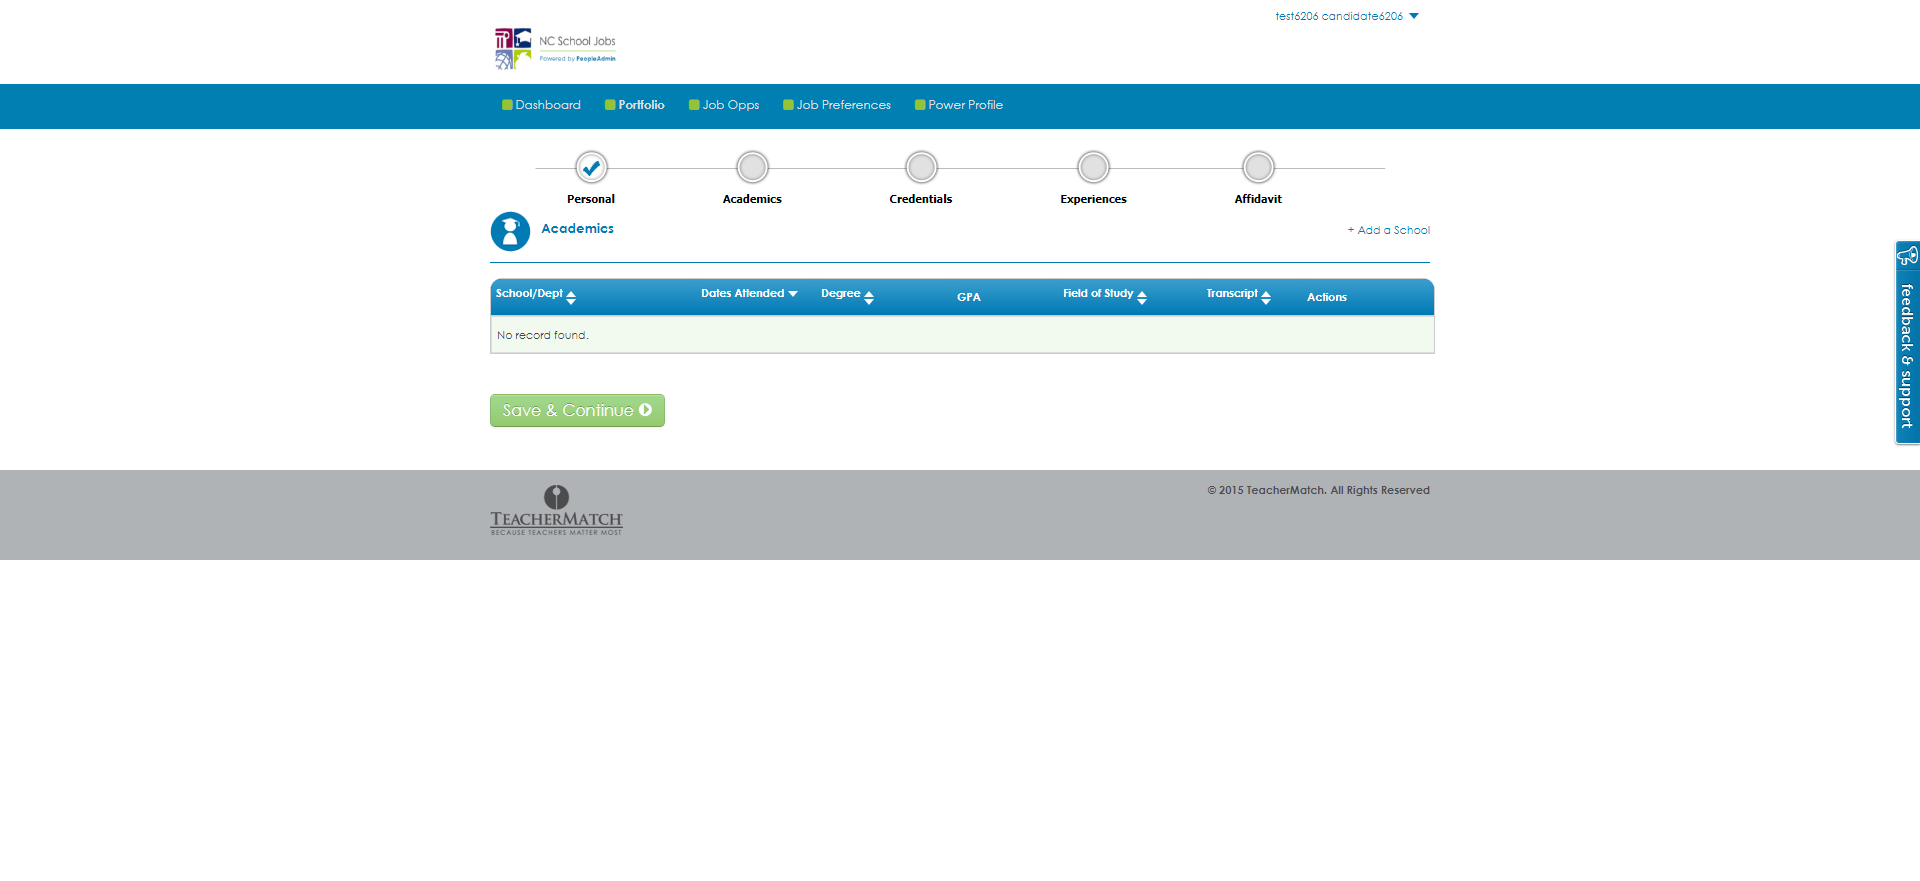 test6206 candidate6206
NC School Jobs
Powered by PeopleAdmin
Dashboard Portfolio Job Opps Job Preferences Power Profile
Personal Academics Credentials Experiences Affidavit
Academics
+ Add a School
School/Dept Dates Attended Degree GPA Field of Study Transcript Actions
No record found.
Save & Continue
feedback & support
© 2015 TeacherMatch. All Rights Reserved
TEACHERMATCH
BECAUSE TEACHERS MATTER MOST